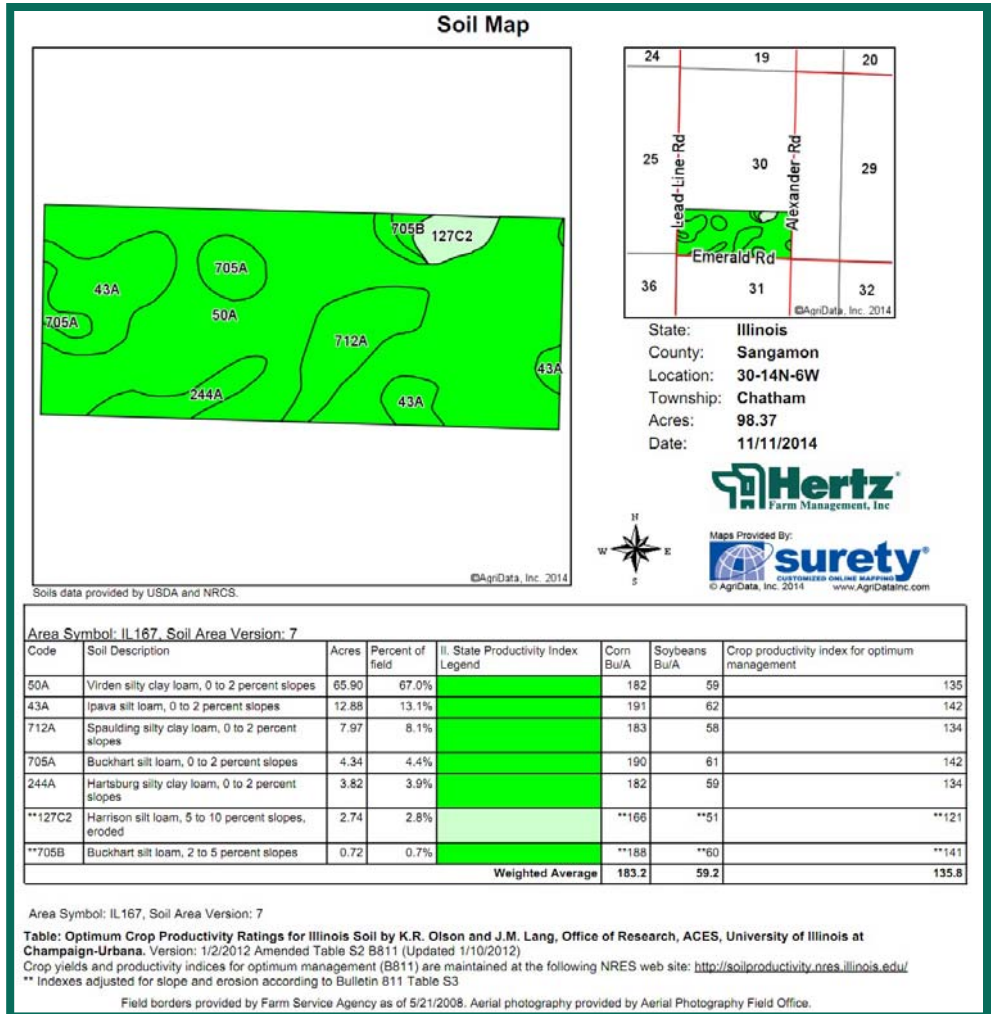 Soil Map
705B
127C2
705A
43A
50A
705A
712A
43A
244A
43A
©AgriData, Inc. 2014
Soils data provided by USDA and NRCS.
24
19
20
Lead-Line-Rd
Alexander-Rd
25
30
29
Emerald Rd
36
31
32
©AgriData, Inc. 2014
State: Illinois
County: Sangamon
Location: 30-14N-6W
Township: Chatham
Acres: 98.37
Date: 11/11/2014
Hertz
Farm Management, Inc
N
W E
S
Maps Provided By:
surety®
CUSTOMIZED ONLINE MAPPING
© AgriData, Inc. 2014 www.AgriDataInc.com
Area Symbol: IL167, Soil Area Version: 7
Code Soil Description Acres Percent of field II. State Productivity Index Legend Corn Bu/A Soybeans Bu/A Crop productivity index for optimum management
50A Virden silty clay loam, 0 to 2 percent slopes 65.90 67.0% 182 59 135
43A Ipava silt loam, 0 to 2 percent slopes 12.88 13.1% 191 62 142
712A Spaulding silty clay loam, 0 to 2 percent slopes 7.97 8.1% 183 58 134
705A Buckhart silt loam, 0 to 2 percent slopes 4.34 4.4% 190 61 142
244A Hartsburg silty clay loam, 0 to 2 percent slopes 3.82 3.9% 182 59 134
**127C2 Harrison silt loam, 5 to 10 percent slopes, eroded 2.74 2.8% **166 **51 **121
**705B Buckhart silt loam, 2 to 5 percent slopes 0.72 0.7% **188 **60 **141
Weighted Average 183.2 59.2 135.8
Area Symbol: IL167, Soil Area Version: 7
Table: Optimum Crop Productivity Ratings for Illinois Soil by K.R. Olson and J.M. Lang, Office of Research, ACES, University of Illinois at
Champaign-Urbana. Version: 1/2/2012 Amended Table S2 B811 (Updated 1/10/2012)
Crop yields and productivity indices for optimum management (B811) are maintained at the following NRES web site: http://soilproductivity.nres.illinois.edu/
** Indexes adjusted for slope and erosion according to Bulletin 811 Table S3
Field borders provided by Farm Service Agency as of 5/21/2008. Aerial photography provided by Aerial Photography Field Office.